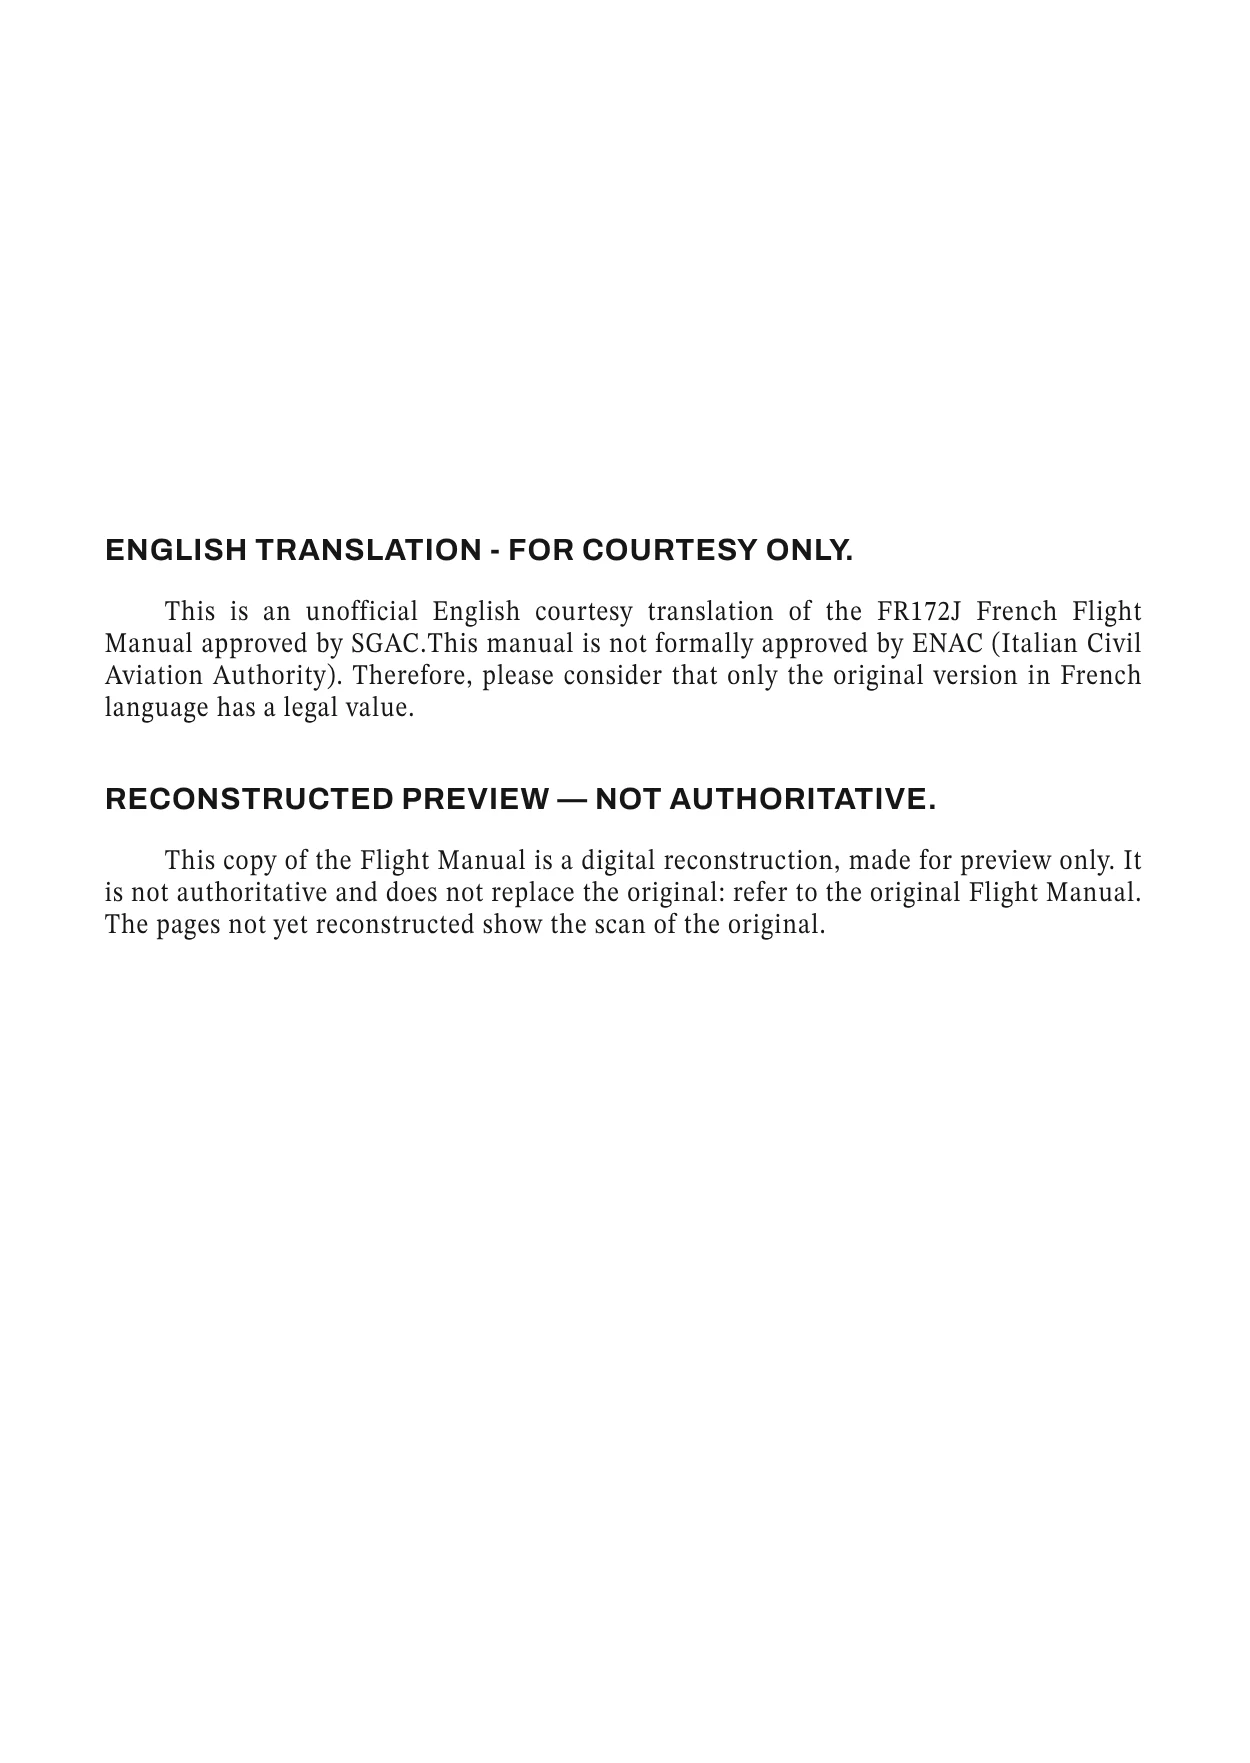 ENGLISH TRANSLATION - FOR COURTESY ONLY.
This is an unofficial English courtesy translation of the FR172J French Flight
Manual approved by SGAC.This manual is not formally approved by ENAC (Italian Civil
Aviation Authority). Therefore, please consider that only the original version in French
language has a legal value.
RECONSTRUCTED PREVIEW — NOT AUTHORITATIVE.
This copy of the Flight Manual is a digital reconstruction, made for preview only. It
is not authoritative and does not replace the original: refer to the original Flight Manual.
The pages not yet reconstructed show the scan of the original.